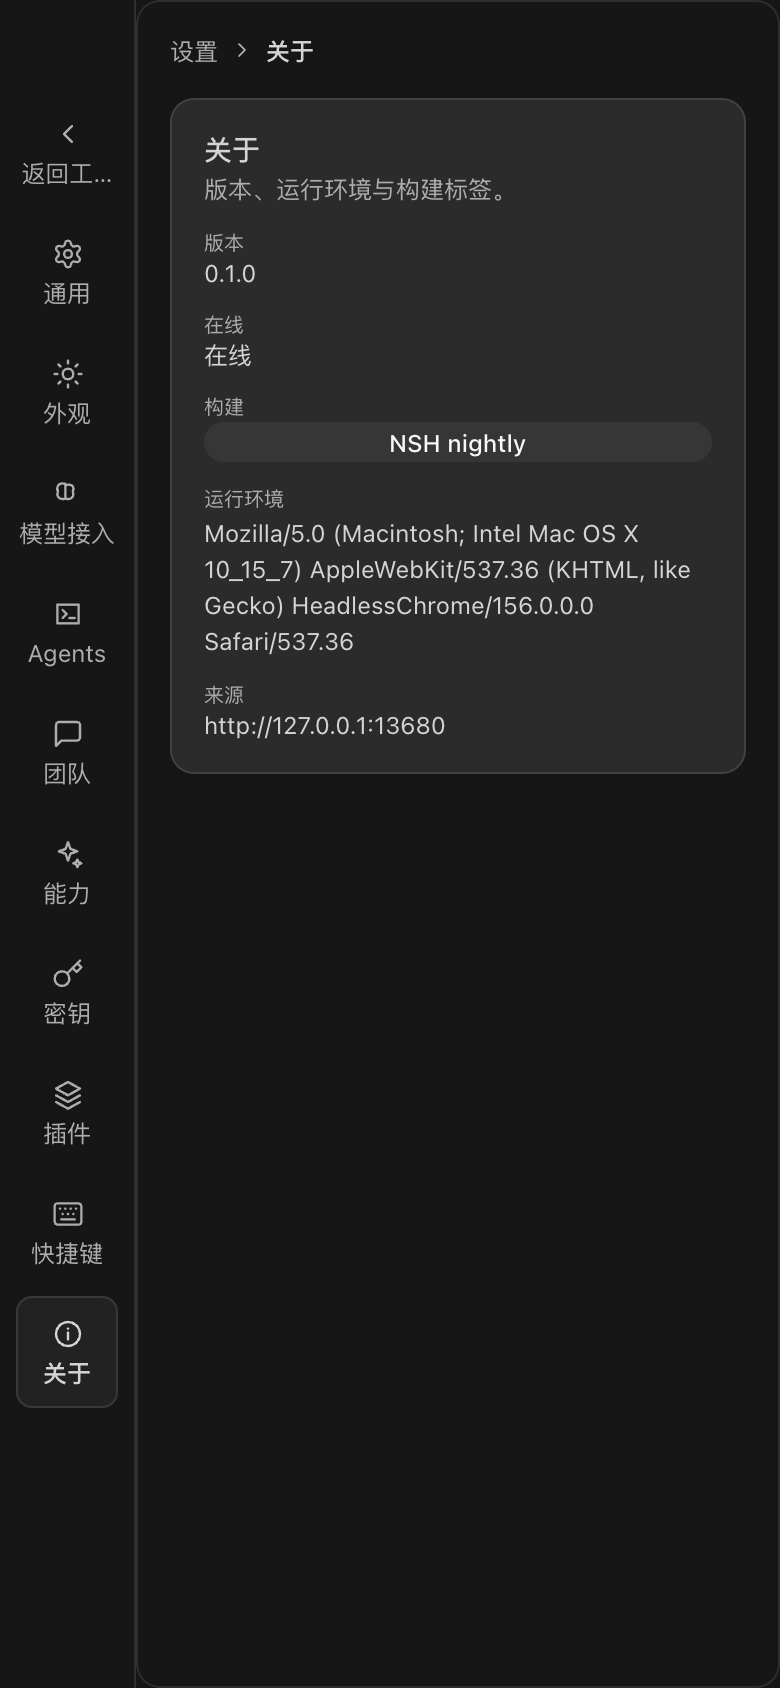 设置 > 关于
返回工...
通用
外观
模型接入
Agents
团队
能力
密钥
插件
快捷键
关于
关于
版本、运行环境与构建标签。
版本
0.1.0
在线
在线
构建
NSH nightly
运行环境
Mozilla/5.0 (Macintosh; Intel Mac OS X
10_15_7) AppleWebKit/537.36 (KHTML, like
Gecko) HeadlessChrome/156.0.0.0
Safari/537.36
来源
http://127.0.0.1:13680